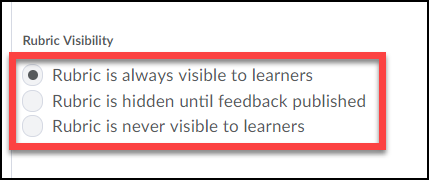 Rubric Visibility
Rubric is always visible to learners
Rubric is hidden until feedback published
Rubric is never visible to learners